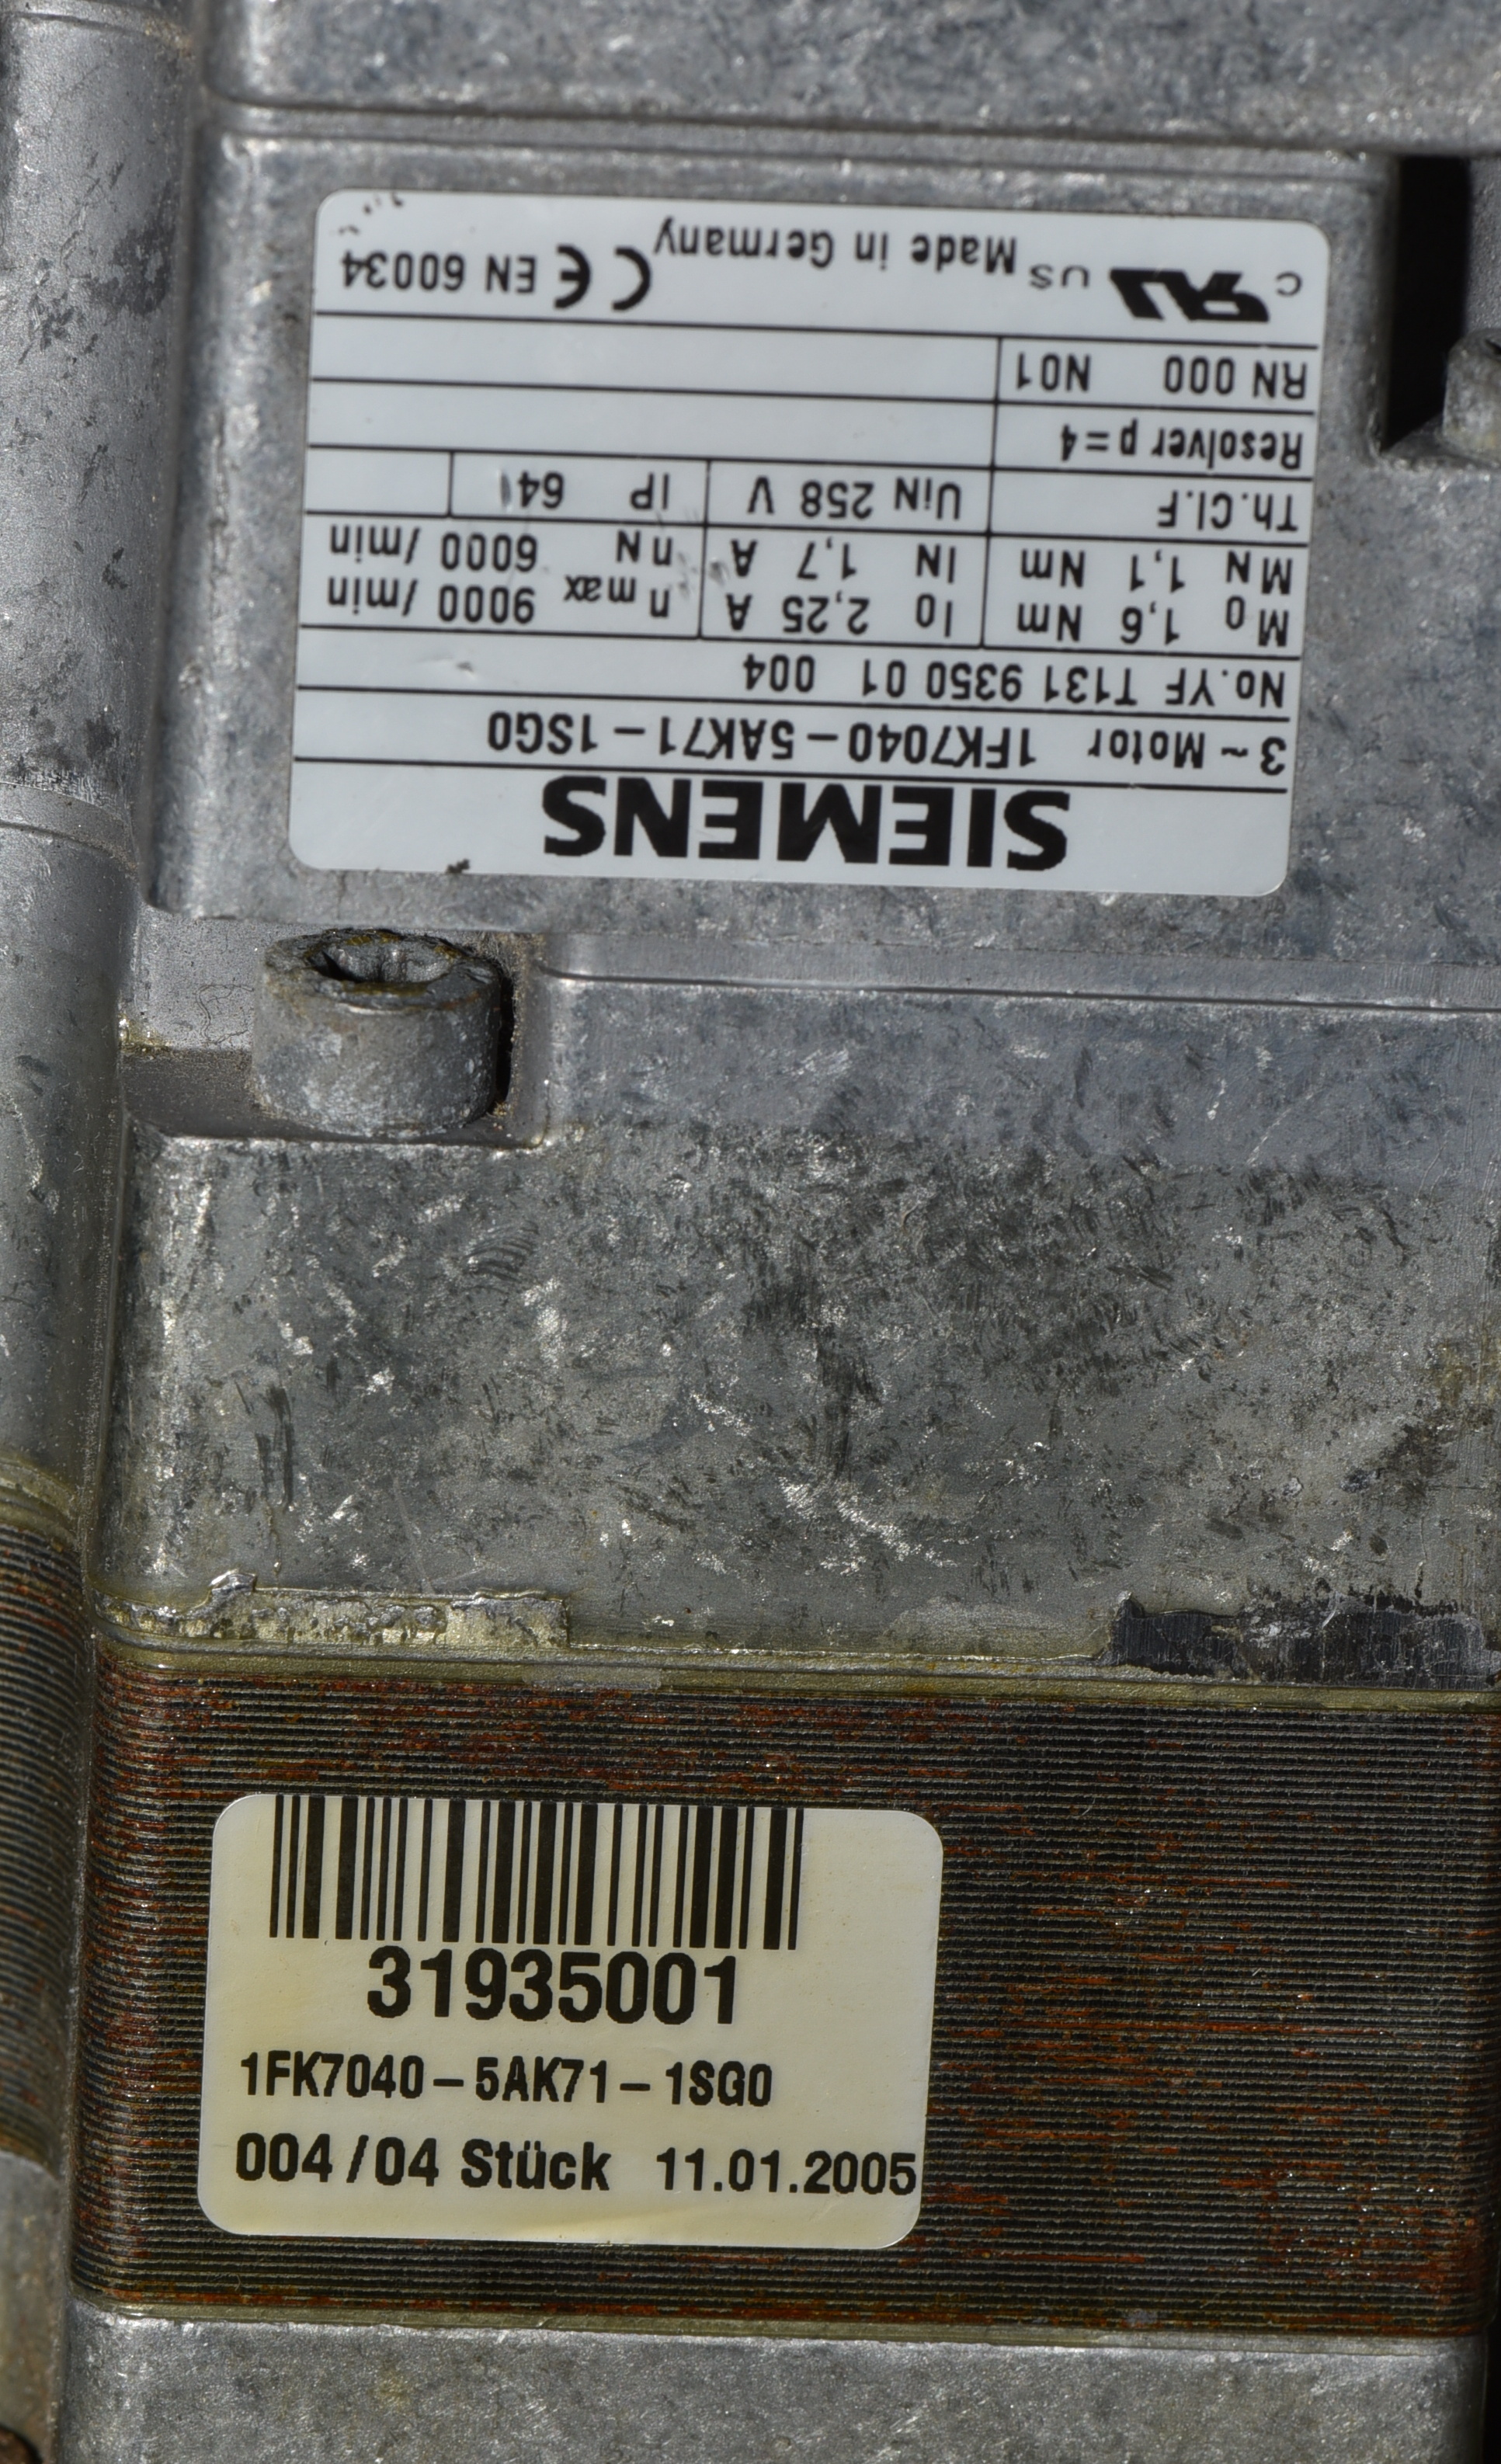 SIEMENS
3 ~ Motor 1FK7040-5AK71-1SG0
No.YF T131 9350 01 004
M0 1,6 Nm I0 2,25 A n max 9000 /min
MN 1,1 Nm IN 1,7 A nN 6000 /min
Th.Cl.F UiN 258 V IP 64
Resolver p=4
RN 000 N01
C US Made in Germany CE EN 60034
31935001
1FK7040-5AK71-1SG0
004/04 Stück 11.01.2005